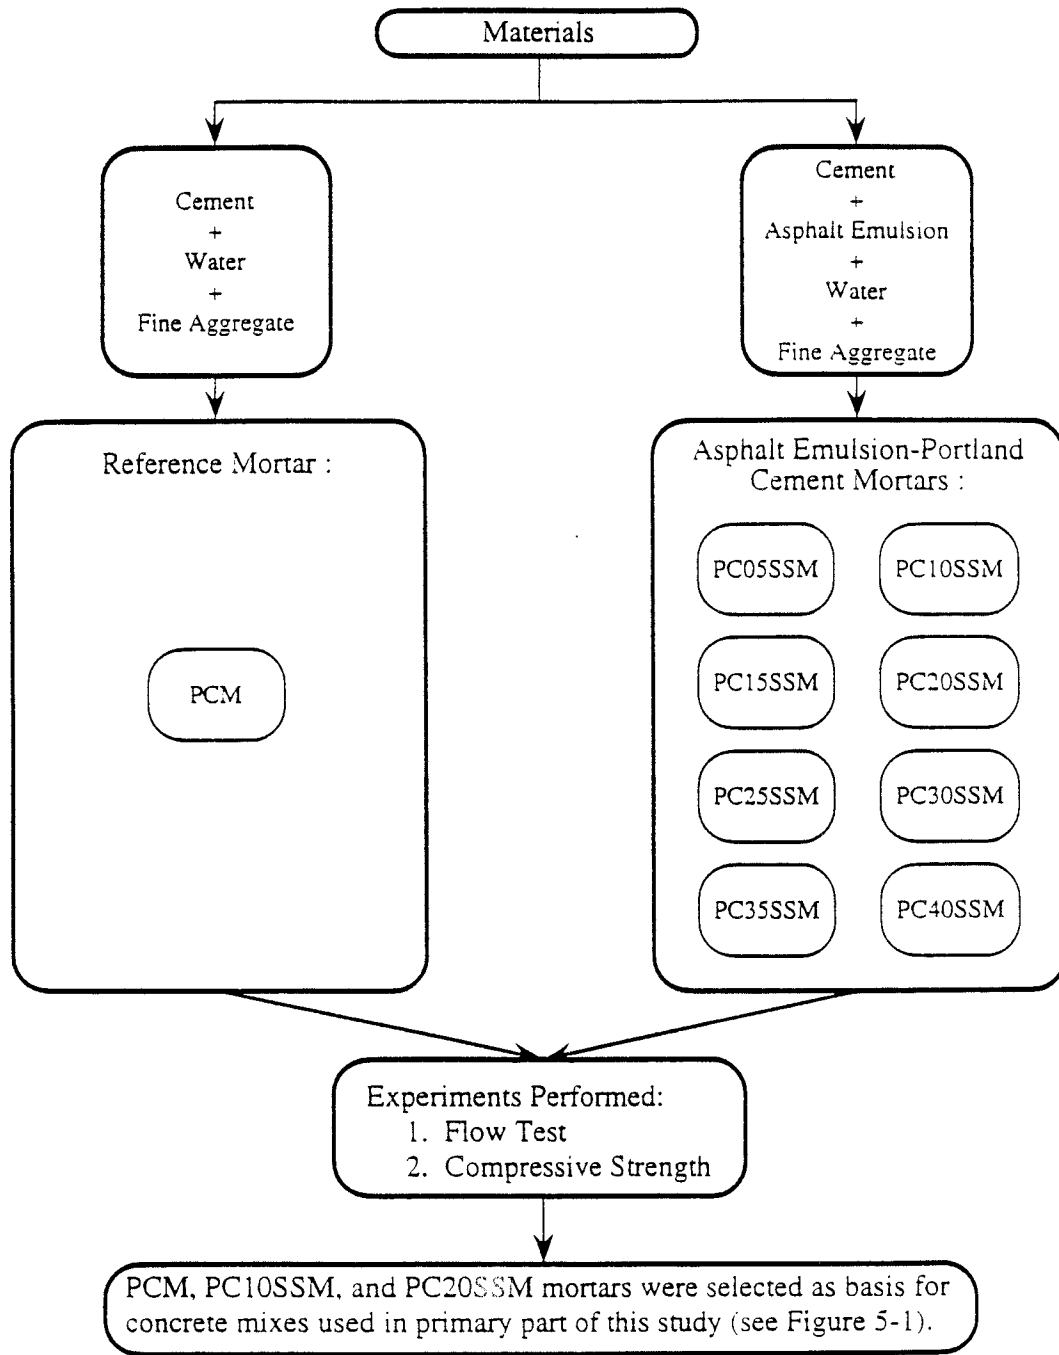 Materials
Cement
+
Water
+
Fine Aggregate
Cement
+
Asphalt Emulsion
+
Water
+
Fine Aggregate
Reference Mortar :
PCM
Asphalt Emulsion-Portland
Cement Mortars :
PC05SSM
PC10SSM
PC15SSM
PC20SSM
PC25SSM
PC30SSM
PC35SSM
PC40SSM
Experiments Performed:
1. Flow Test
2. Compressive Strength
PCM, PC10SSM, and PC20SSM mortars were selected as basis for
concrete mixes used in primary part of this study (see Figure 5-1).